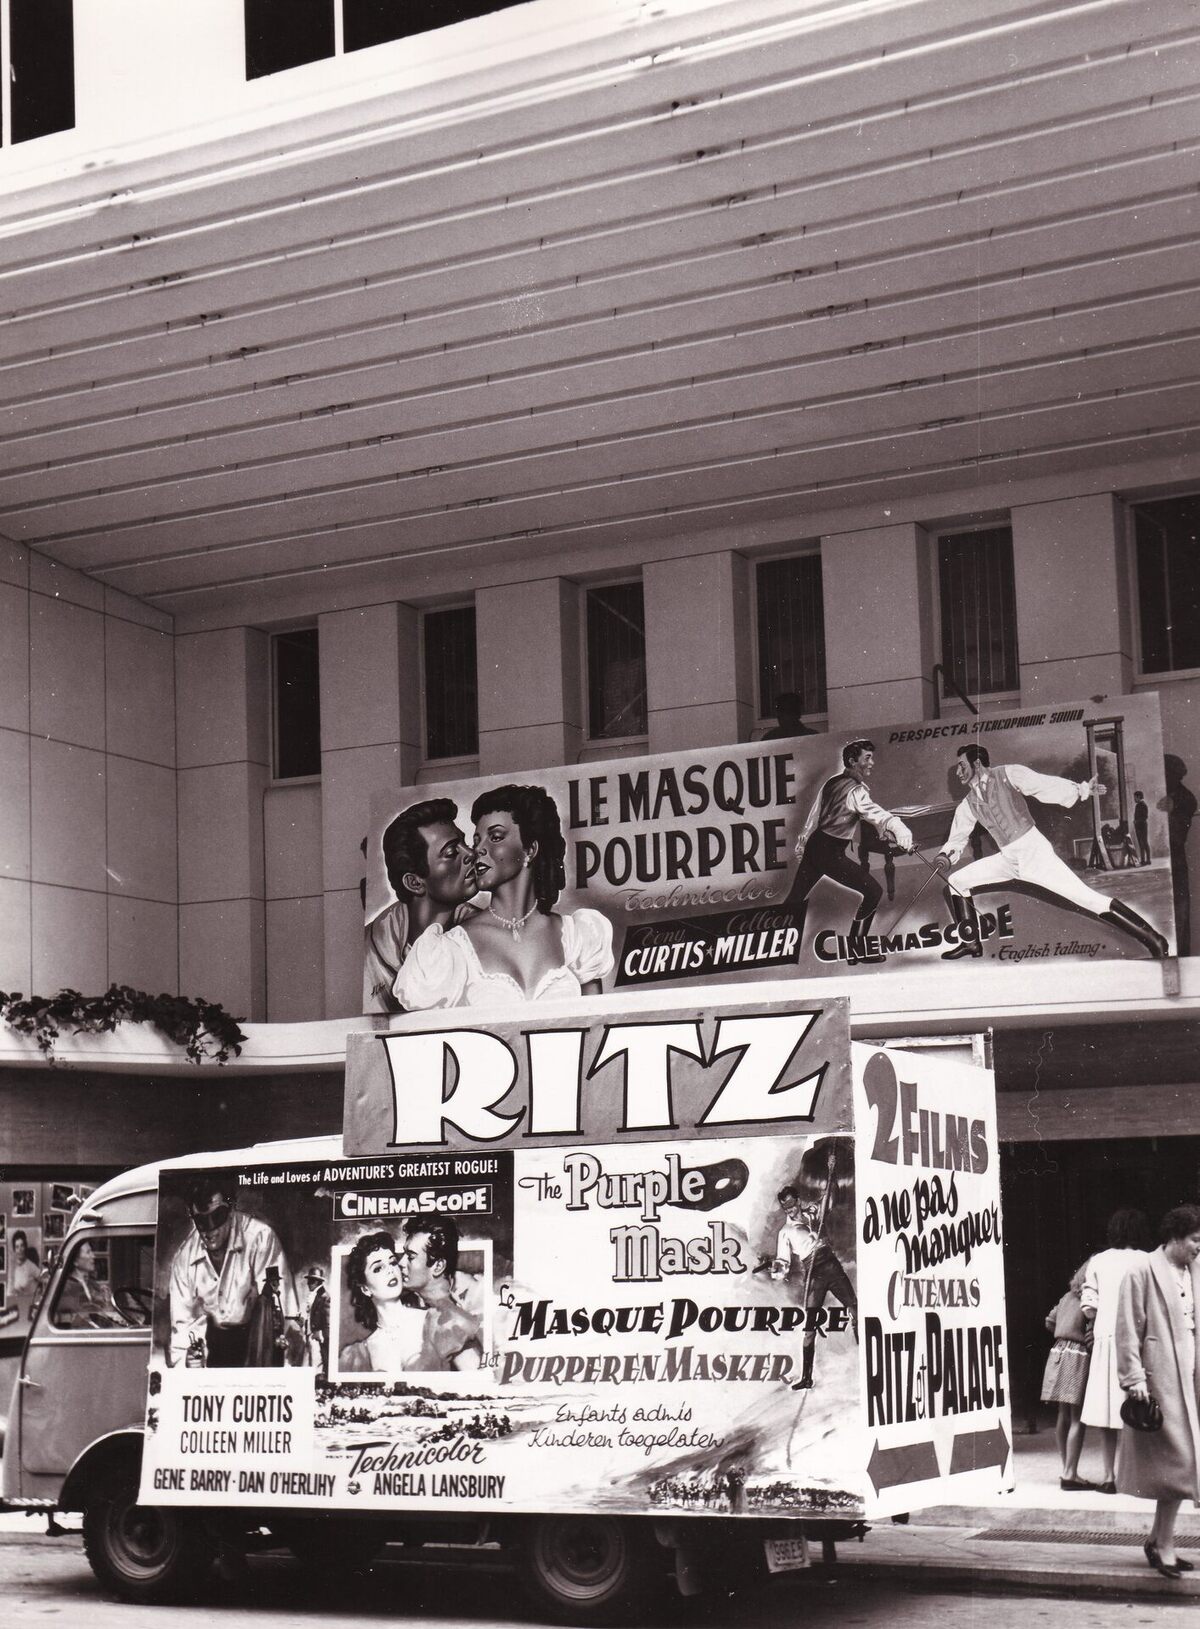 PERSPECTA STEREOPHONIC SOUND
LE MASQUE
POURPRE
Technicolor
Tony Colleen
CURTIS ★ MILLER
CINEMASCOPE
• English talking •
RITZ
The Life and Loves of ADVENTURE'S GREATEST ROGUE!
CINEMASCOPE
TONY CURTIS
COLLEEN MILLER
PRINT BY Technicolor
GENE BARRY • DAN O'HERLIHY ANGELA LANSBURY
The Purple
Mask
Le MASQUE POURPRE
Het PURPEREN MASKER
Enfants admis
Kinderen toegelaten
2 FILMS
a ne pas
manquer
CINEMAS
RITZ et PALACE